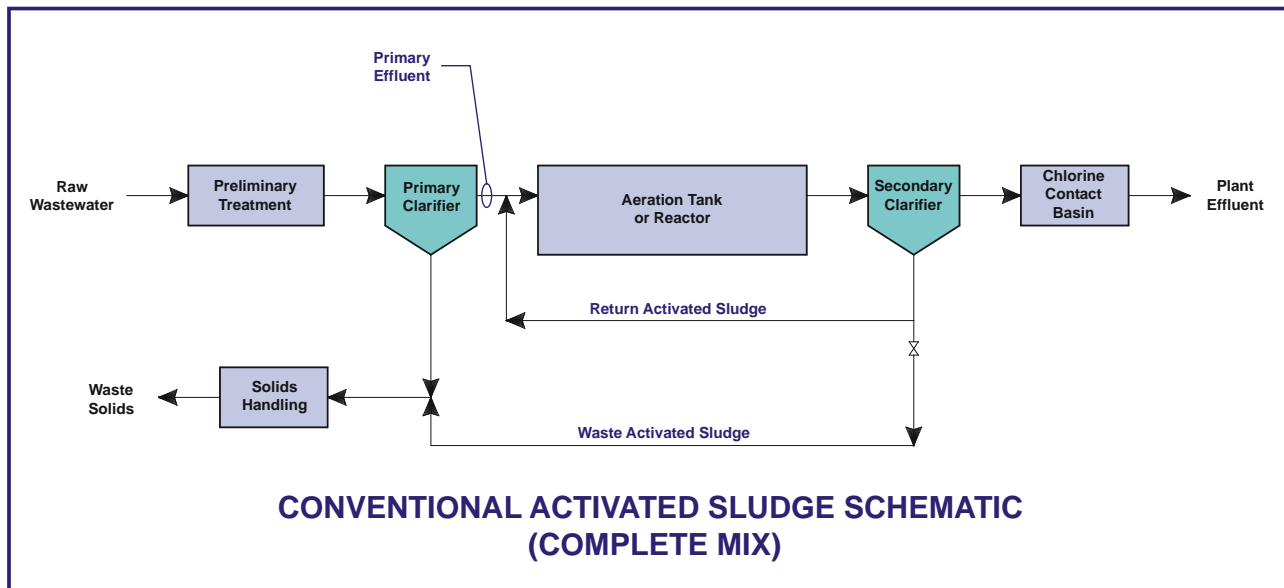 Primary
Effluent
Raw
Wastewater
Preliminary
Treatment
Primary
Clarifier
Aeration Tank
or Reactor
Secondary
Clarifier
Chlorine
Contact
Basin
Plant
Effluent
Return Activated Sludge
Waste
Solids
Solids
Handling
Waste Activated Sludge
CONVENTIONAL ACTIVATED SLUDGE SCHEMATIC
(COMPLETE MIX)